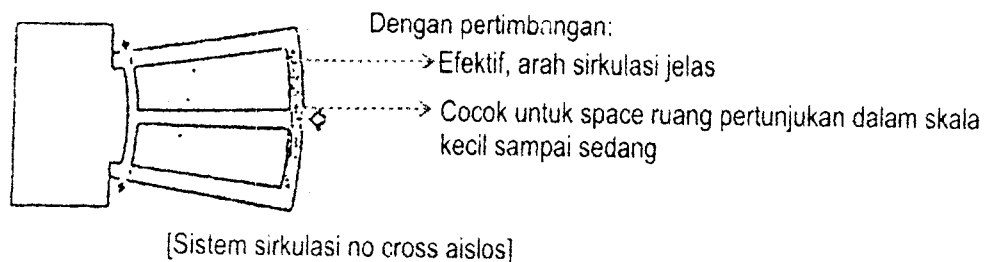 Dengan pertimbangan:
Efektif, arah sirkulasi jelas
Cocok untuk space ruang pertunjukan dalam skala
kecil sampai sedang
[Sistem sirkulasi no cross aislos]